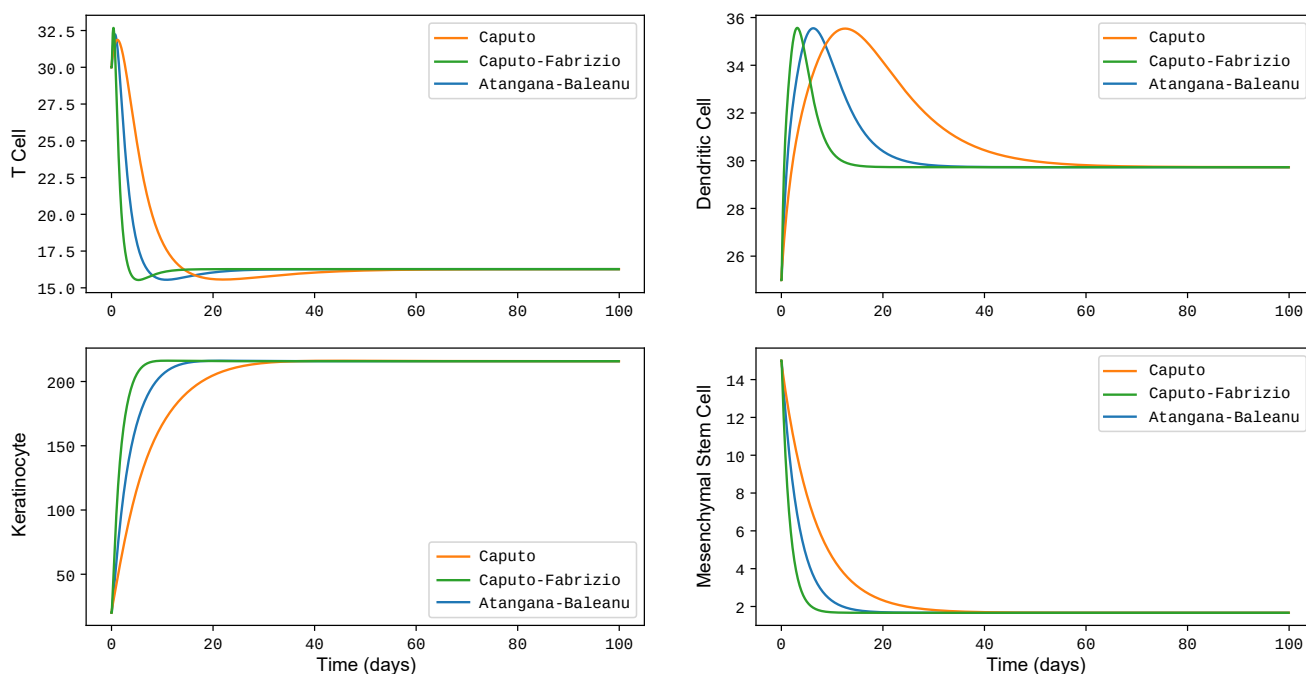 T Cell
32.5
30.0
27.5
25.0
22.5
20.0
17.5
15.0
0 20 40 60 80 100
Caputo
Caputo-Fabrizio
Atangana-Baleanu
Dendritic Cell
36
34
32
30
28
26
0 20 40 60 80 100
Caputo
Caputo-Fabrizio
Atangana-Baleanu
Keratinocyte
200
150
100
50
0 20 40 60 80 100
Time (days)
Caputo
Caputo-Fabrizio
Atangana-Baleanu
Mesenchymal Stem Cell
14
12
10
8
6
4
2
0 20 40 60 80 100
Time (days)
Caputo
Caputo-Fabrizio
Atangana-Baleanu